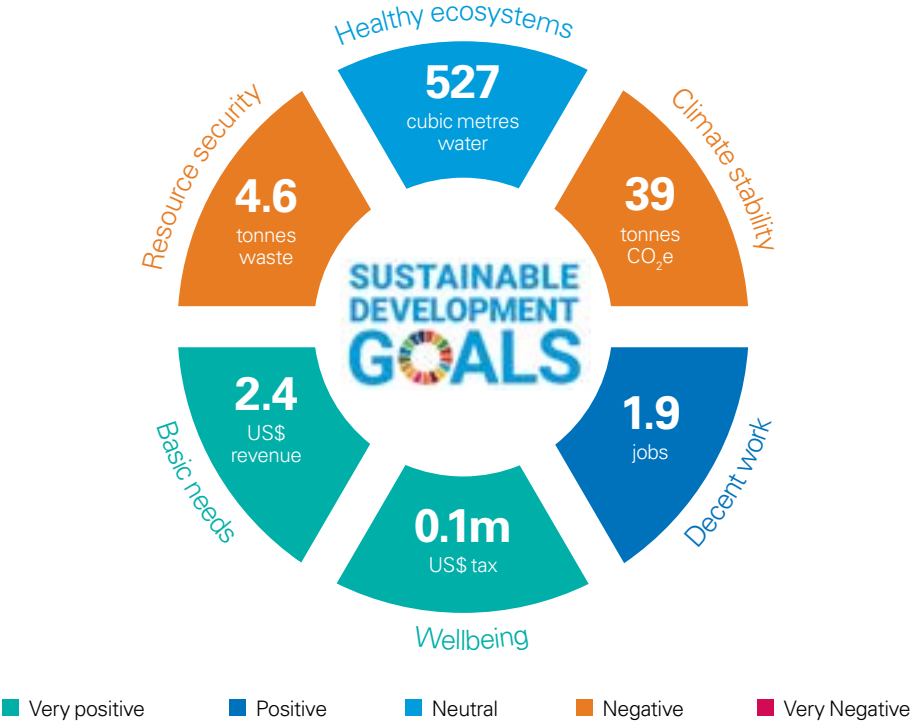 Healthy ecosystems
527
cubic metres
water
Climate stability
39
tonnes
CO₂e
Decent work
1.9
jobs
Wellbeing
0.1m
US$ tax
Basic needs
2.4
US$
revenue
Resource security
4.6
tonnes
waste
SUSTAINABLE
DEVELOPMENT
GOALS
Very positive
Positive
Neutral
Negative
Very Negative